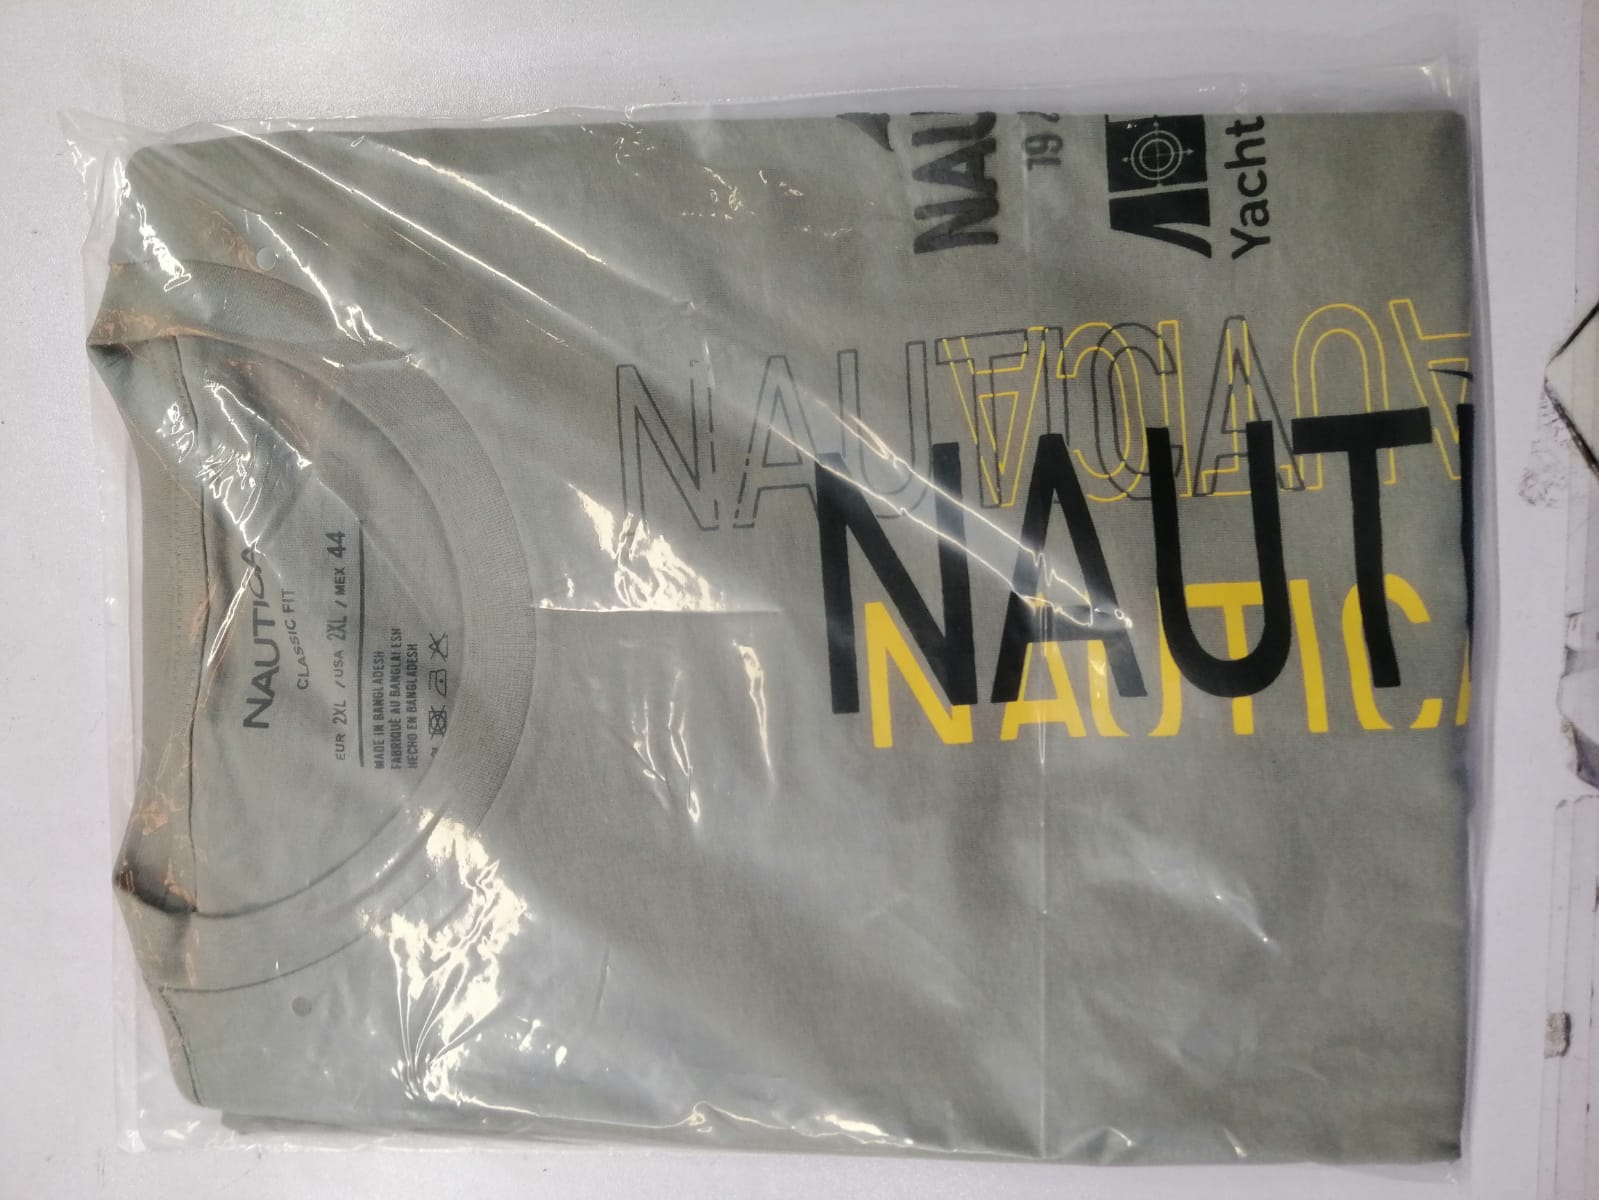 NAUTICA
CLASSIC FIT
EUR 2XL / USA 2XL / MEX 44
MADE IN BANGLADESH
FABRIQUÉ AU BANGLADESH
HECHO EN BANGLADESH
NAU
19
Yacht
NAUTICA
NAUTICA
NAUT
NAUTICA